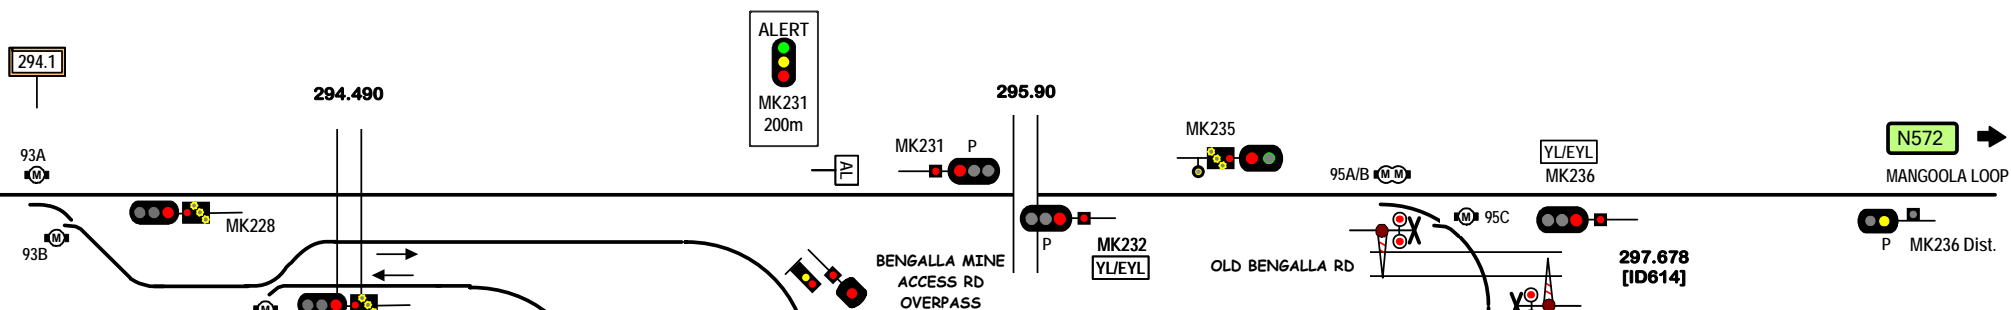 294.1
ALERT
MK231
200m
294.490
295.90
93A
M
93B
M
MK228
AL
MK231 P
MK235
95A/B M M
YL/EYL
MK236
N572
MANGOOLA LOOP
M 95C
P
MK232
YL/EYL
BENGALLA MINE
ACCESS RD
OVERPASS
OLD BENGALLA RD
297.678
[ID614]
P MK236 Dist.
M